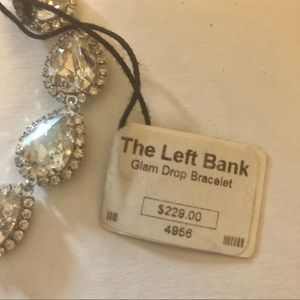 The Left Bank
Glam Drop Bracelet
$229.00
4956